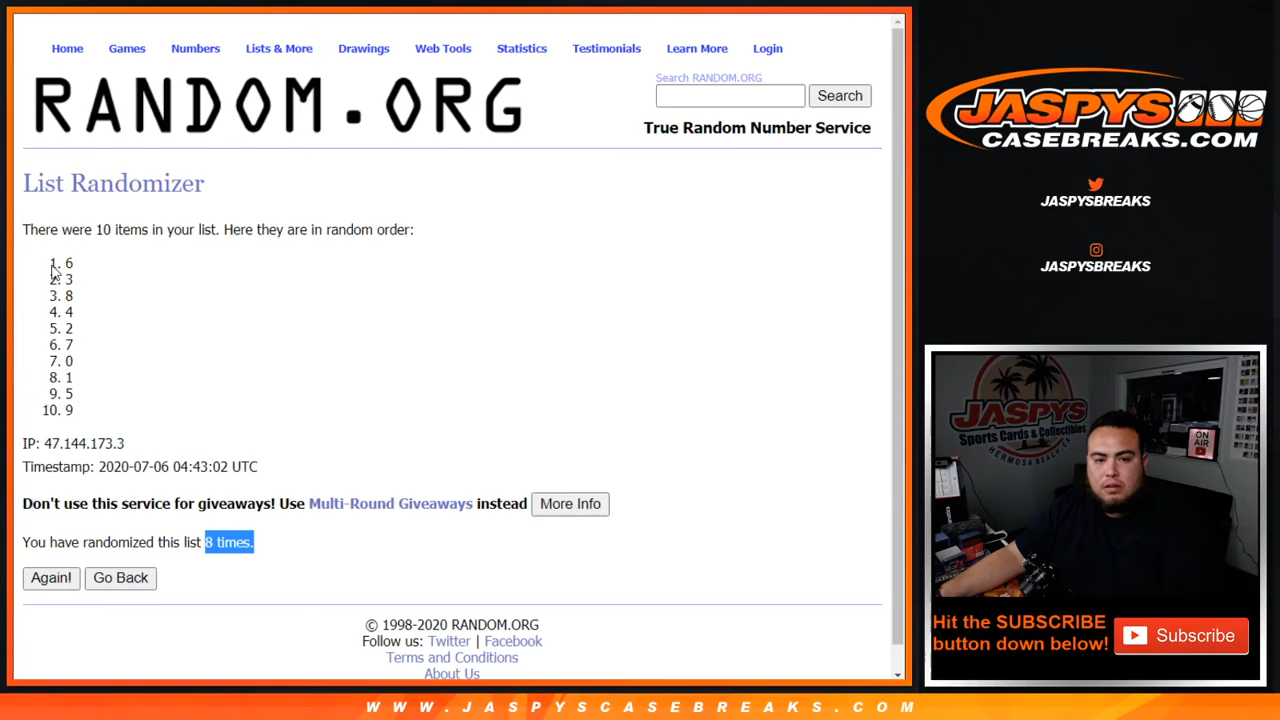 Home Games Numbers Lists & More Drawings Web Tools Statistics Testimonials Learn More Login
RANDOM.ORG
Search RANDOM.ORG
Search
True Random Number Service
List Randomizer
There were 10 items in your list. Here they are in random order:
1. 6
2. 3
3. 8
4. 4
5. 2
6. 7
7. 0
8. 1
9. 5
10. 9
IP: 47.144.173.3
Timestamp: 2020-07-06 04:43:02 UTC
Don't use this service for giveaways! Use Multi-Round Giveaways instead More Info
You have randomized this list 8 times.
Again! Go Back
© 1998-2020 RANDOM.ORG
Follow us: Twitter | Facebook
Terms and Conditions
About Us
JASPYS
CASEBREAKS.COM
JASPYSBREAKS
JASPYSBREAKS
JASPYS
Sports Cards & Collectibles
HERMOSA BEACH, CA
ON
AIR
Hit the SUBSCRIBE
button down below!
Subscribe
WWW.JASPYSCASEBREAKS.COM